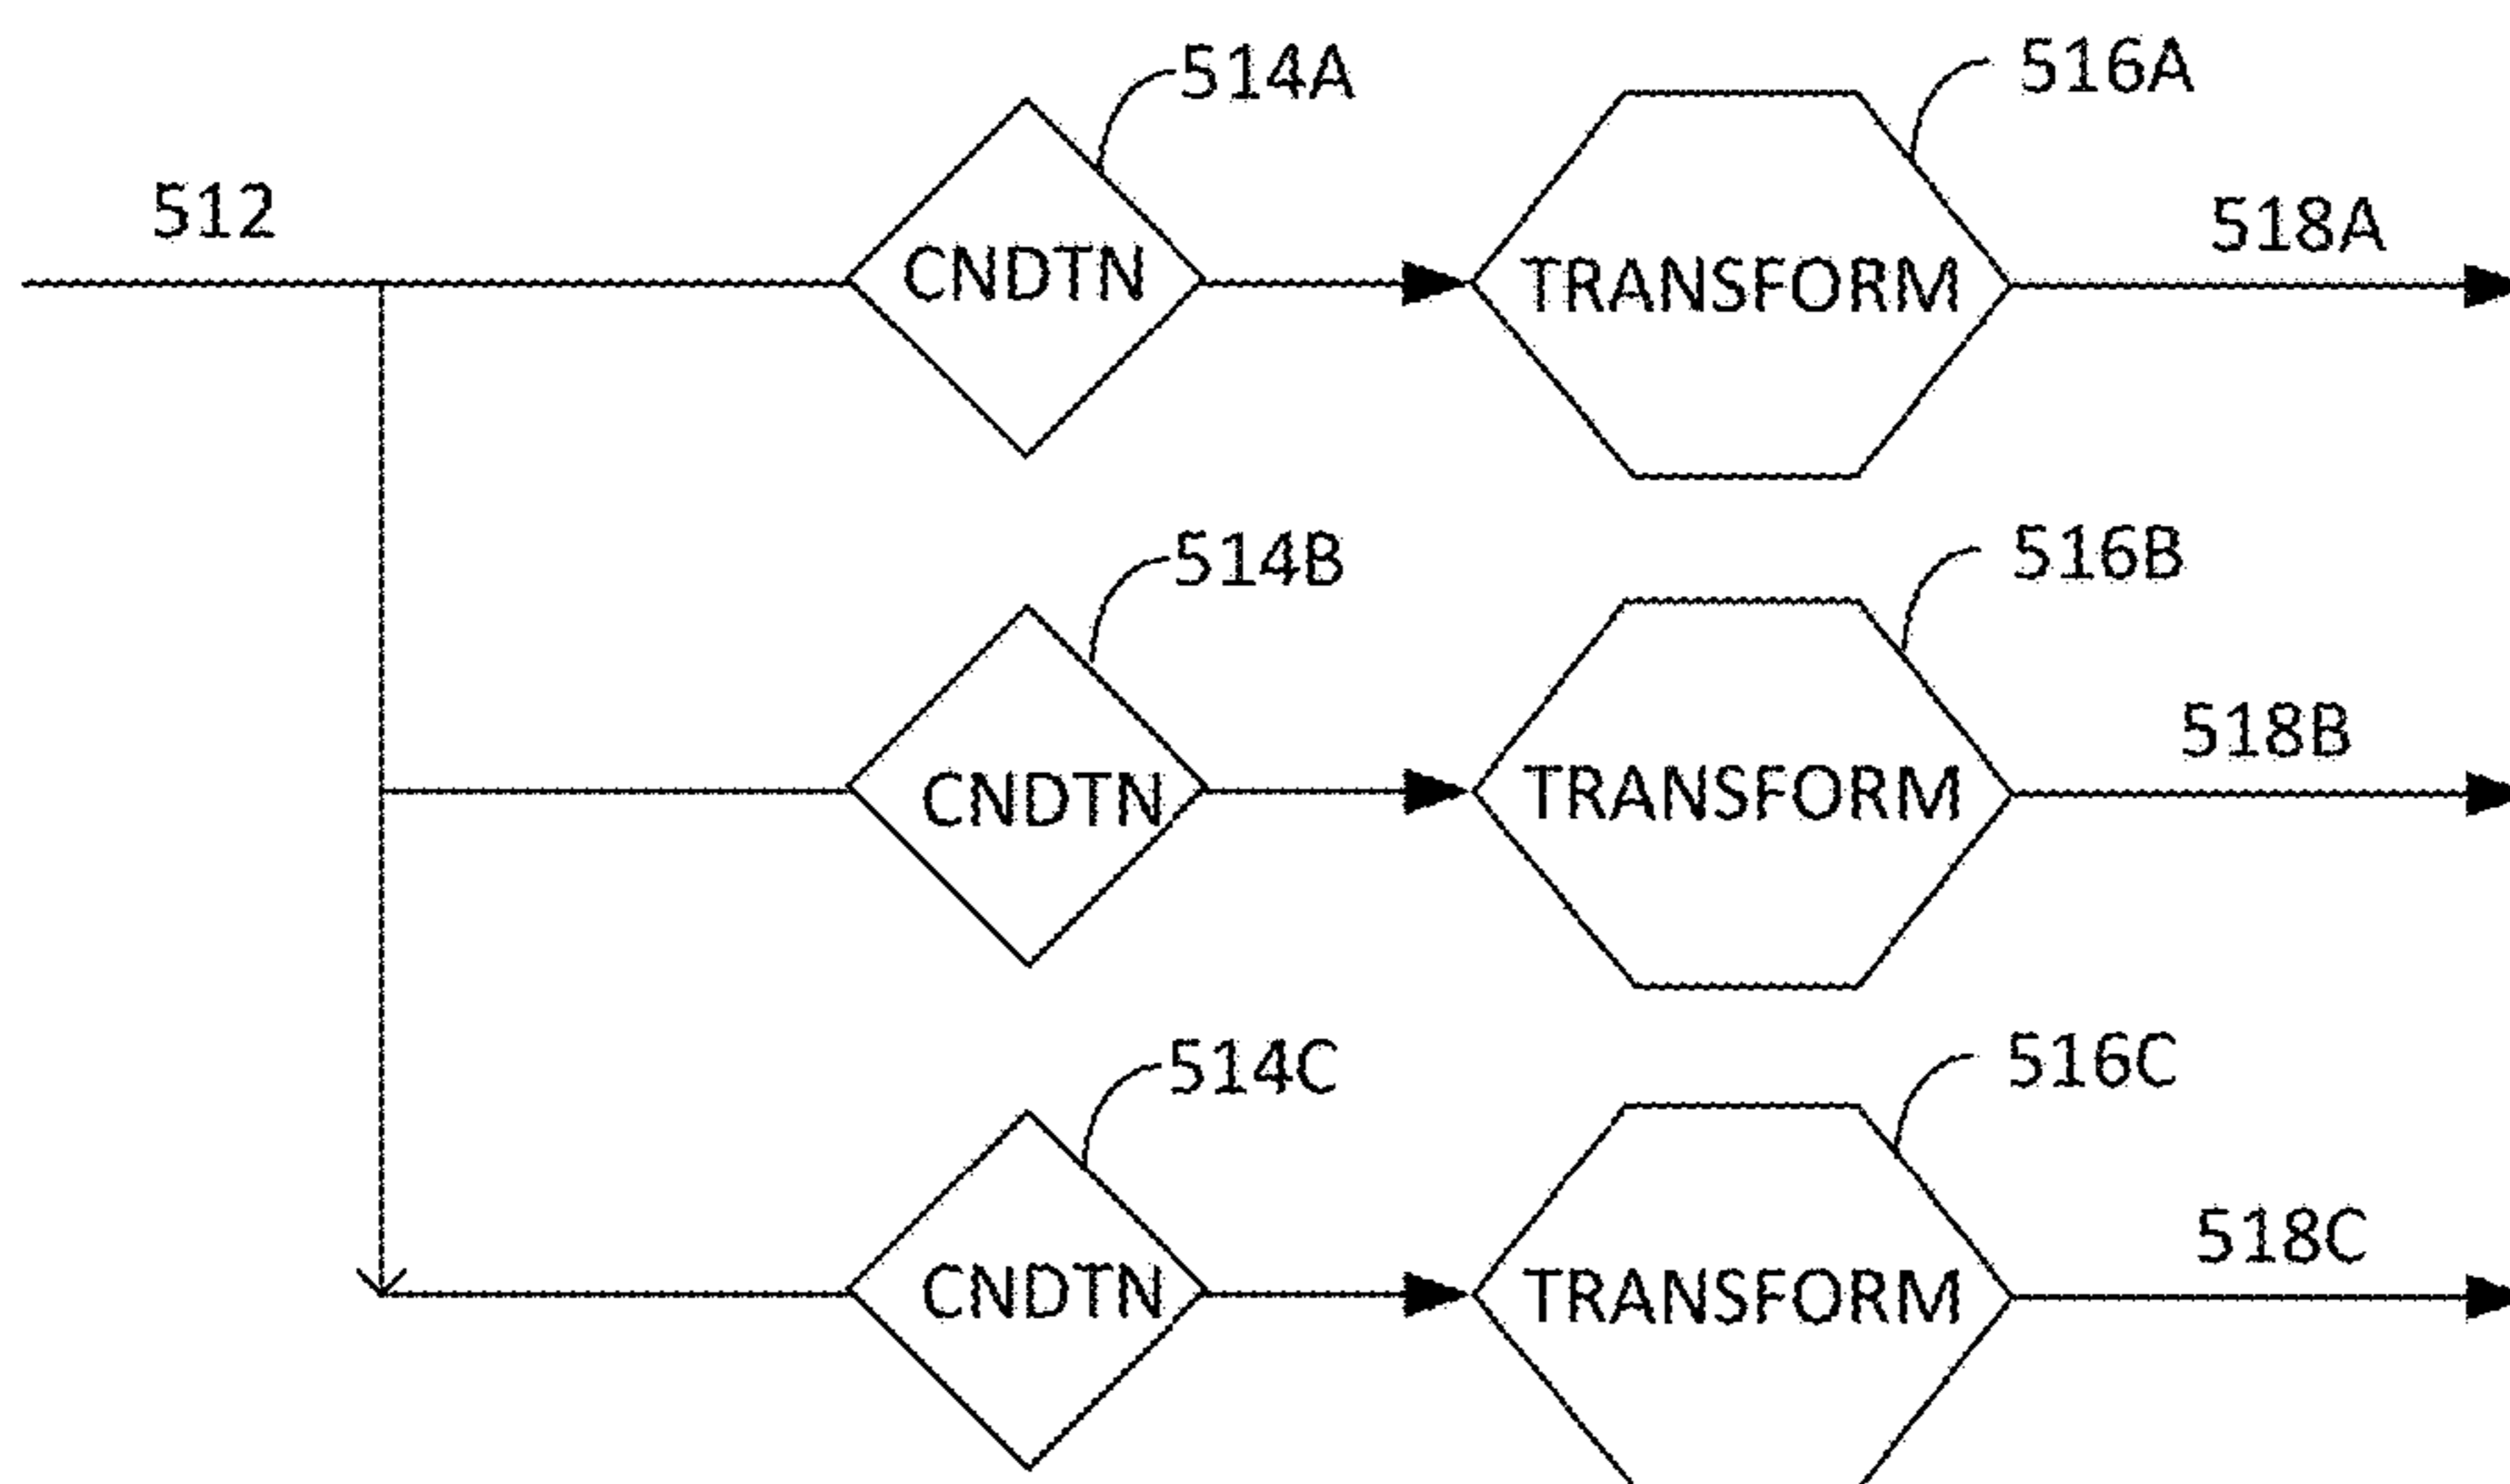 514A
516A
512
518A
CNDTN
TRANSFORM
514B
516B
518B
CNDTN
TRANSFORM
514C
516C
518C
CNDTN
TRANSFORM